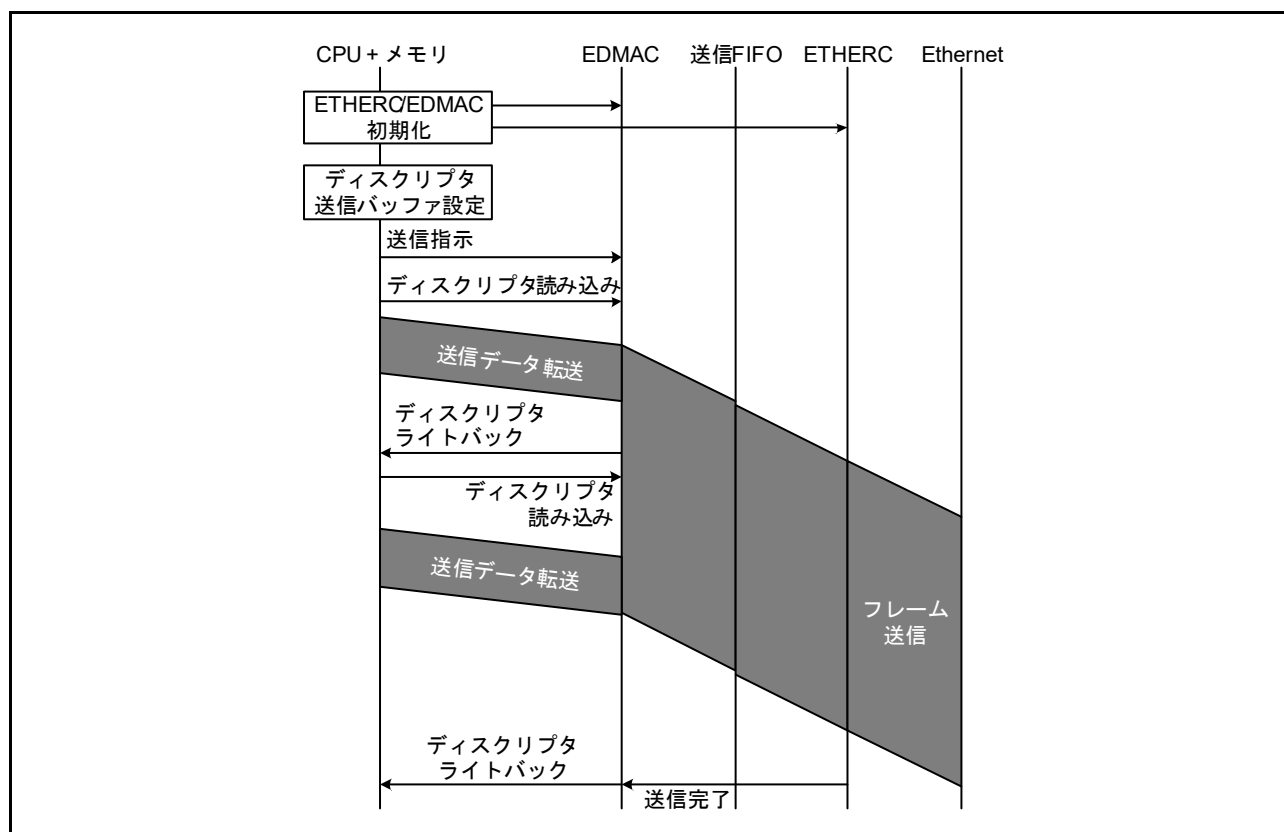 CPU + メモリ EDMAC 送信FIFO ETHERC Ethernet
ETHERC/EDMAC
初期化
ディスクリプタ
送信バッファ設定
送信指示
ディスクリプタ読み込み
送信データ転送
ディスクリプタ
ライトバック
ディスクリプタ
読み込み
送信データ転送
フレーム
送信
ディスクリプタ
ライトバック
送信完了